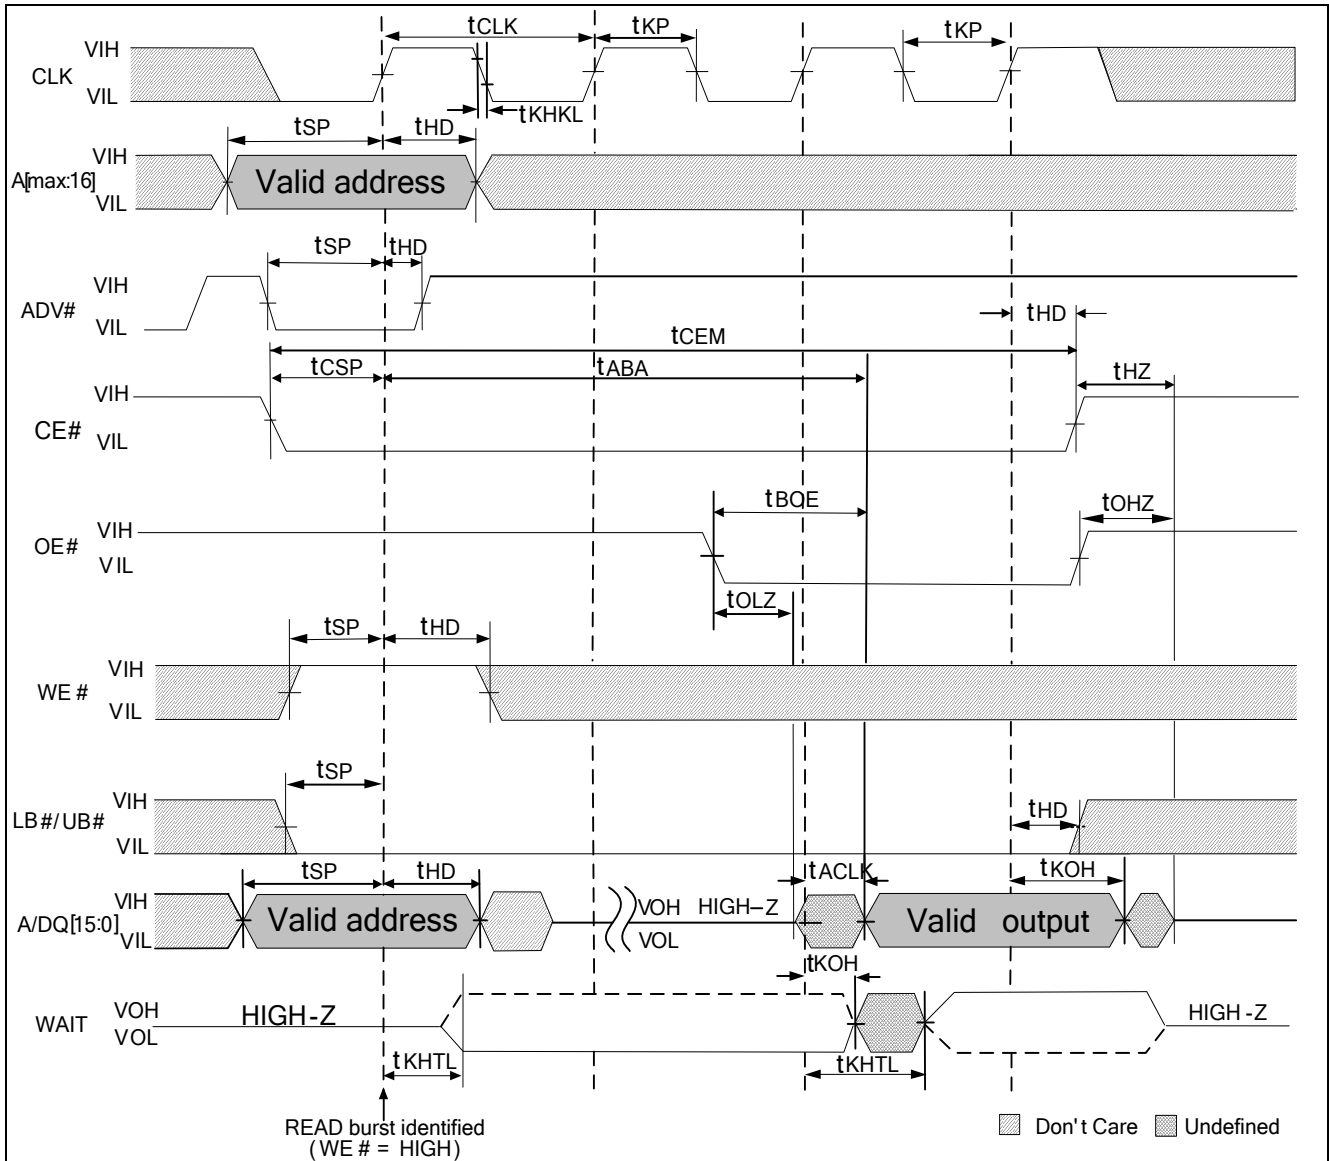 tCLK tKP tKP
VIH
CLK
VIL
tKHKL
tSP tHD
VIH
A[max:16] Valid address
VIL
tSP tHD
VIH
ADV#
VIL
tHD
tCEM
tCSP tABA tHZ
VIH
CE#
VIL
tBOE tOHZ
VIH
OE#
VIL
tOLZ
tSP tHD
VIH
WE #
VIL
tSP
VIH
LB#/UB# tHD
VIL
tSP tHD tACLK tKOH
VIH VOH HIGH-Z
A/DQ[15:0] Valid address Valid output
VIL VOL
tKOH
VOH HIGH-Z HIGH-Z
WAIT
VOL
tKHTL tKHTL
READ burst identified
(WE # = HIGH)
Don't Care Undefined